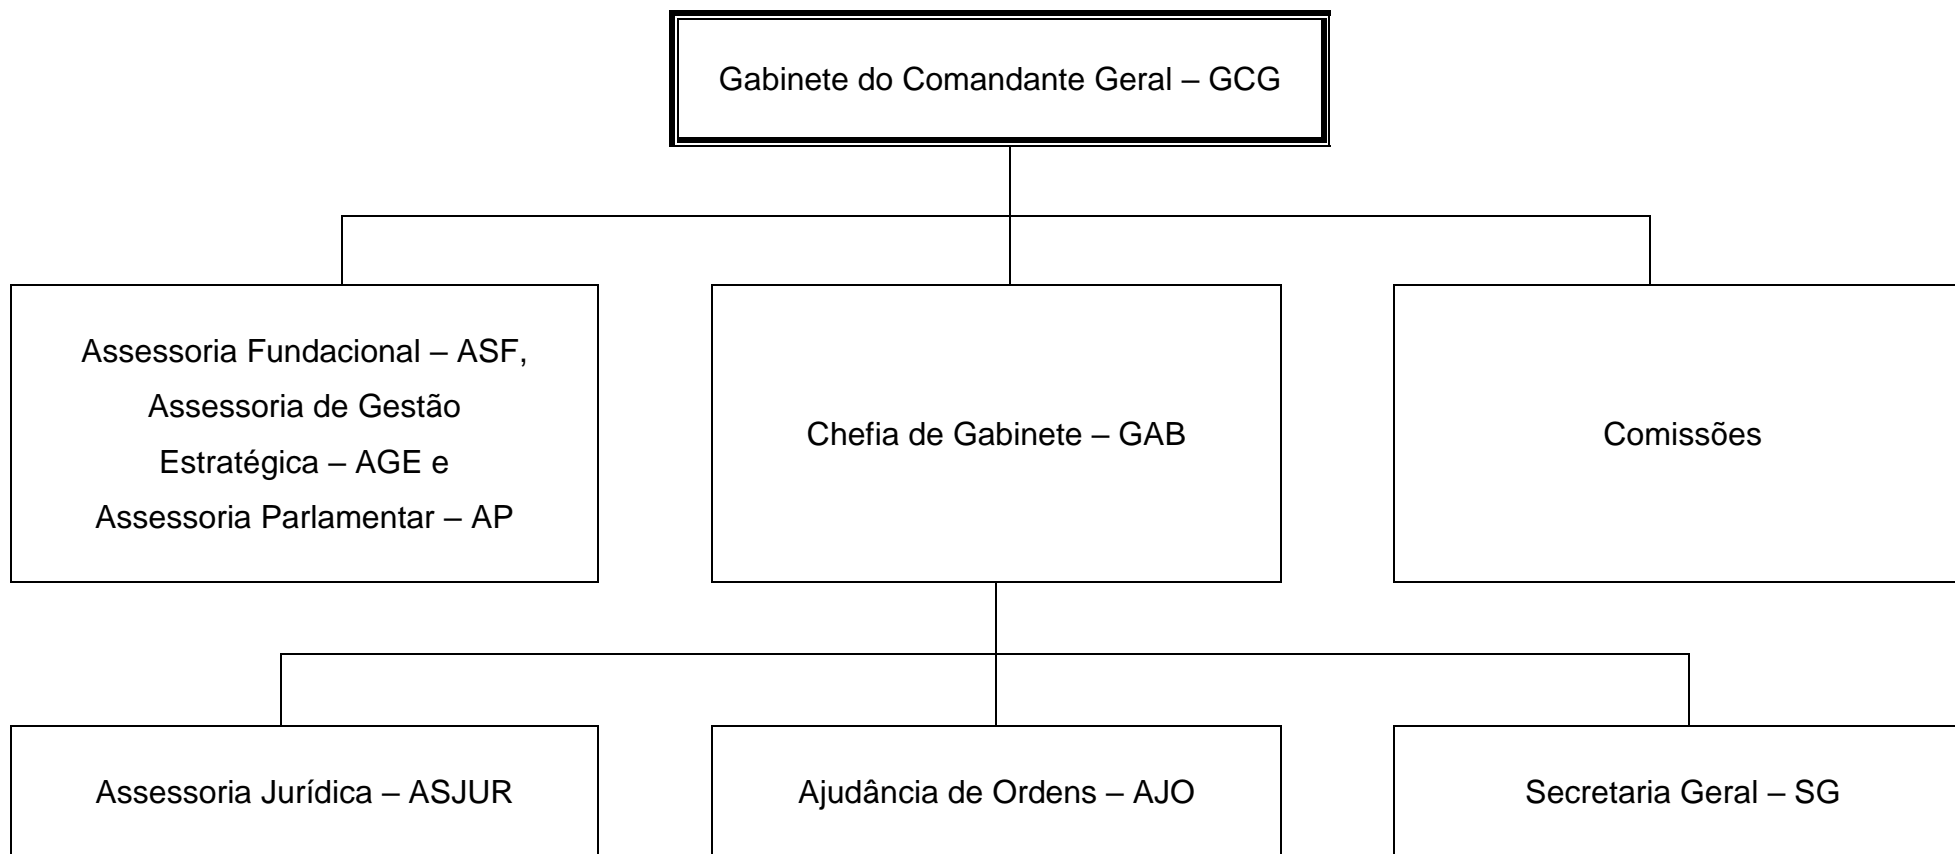 Gabinete do Comandante Geral – GCG
Assessoria Fundacional – ASF,
Assessoria de Gestão
Estratégica – AGE e
Assessoria Parlamentar – AP
Chefia de Gabinete – GAB
Comissões
Assessoria Jurídica – ASJUR
Ajudância de Ordens – AJO
Secretaria Geral – SG